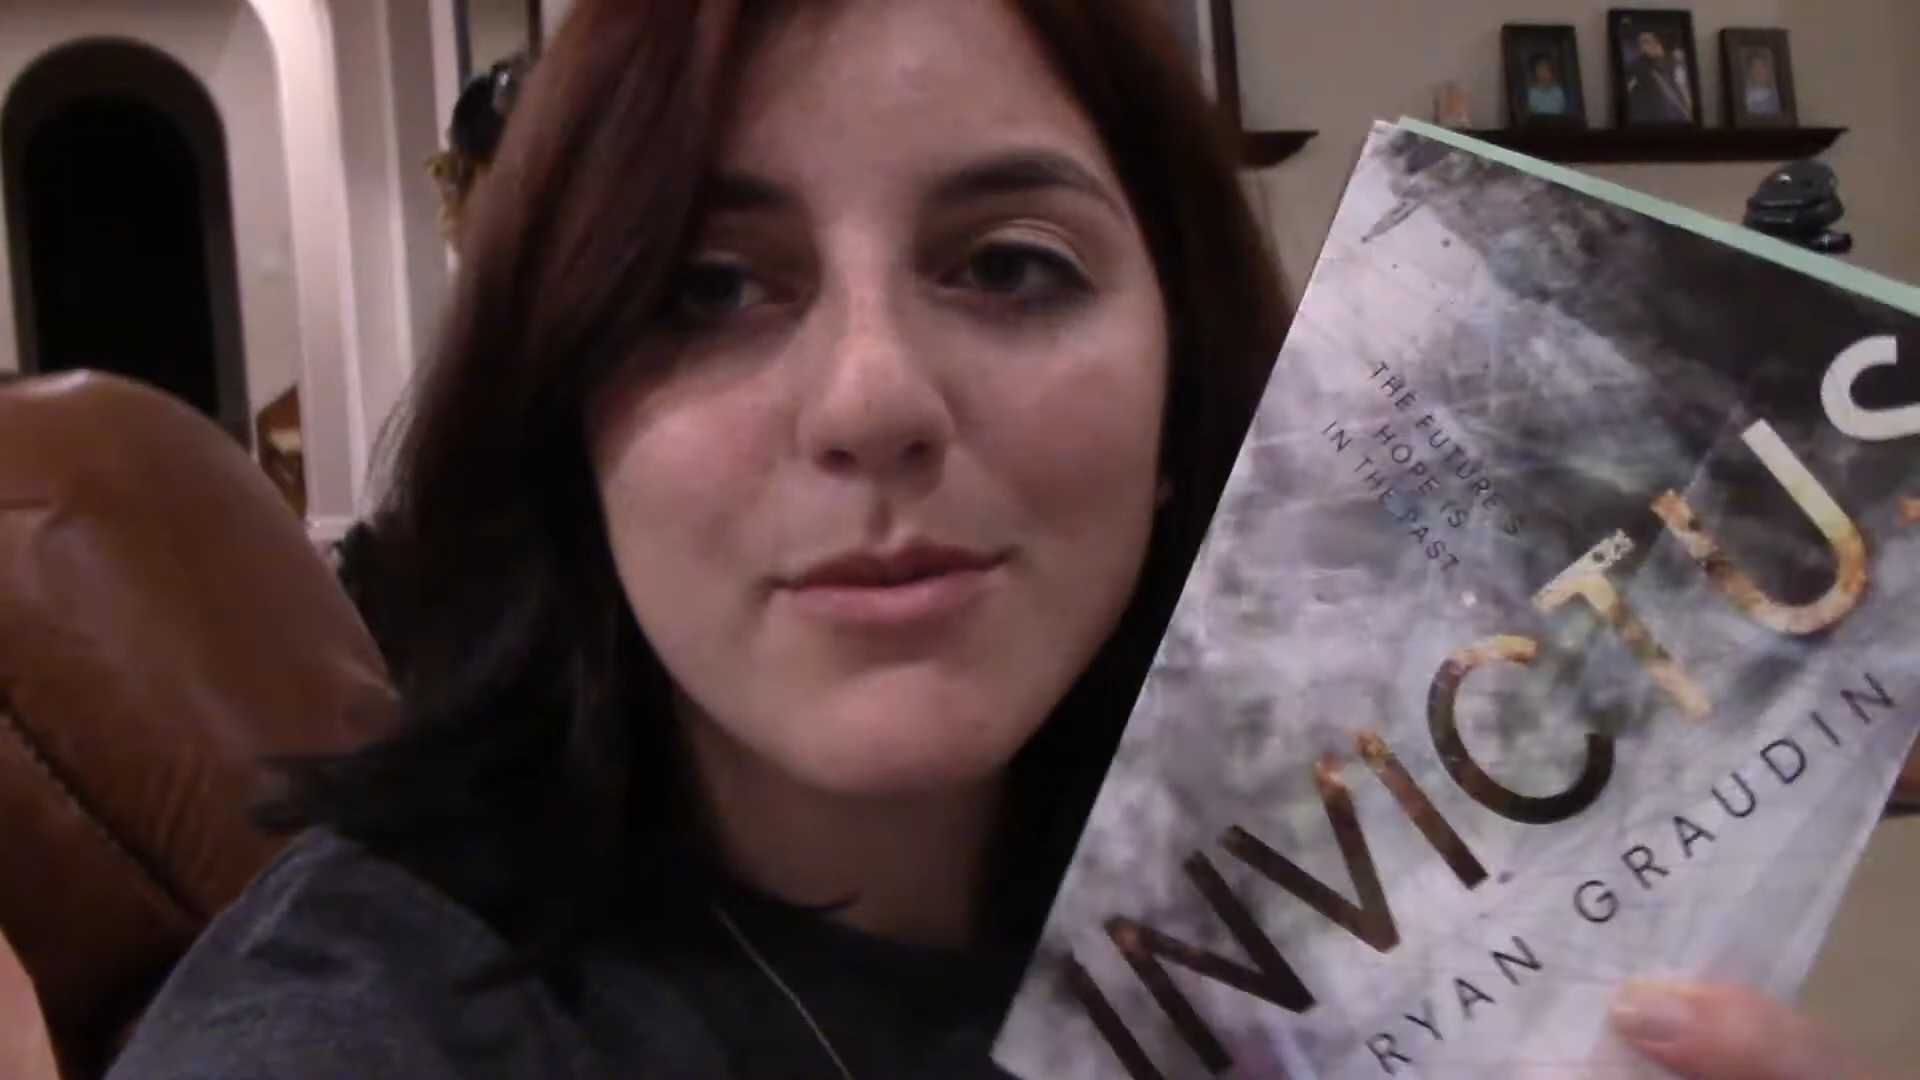 THE FUTURE'S
HOPE IS
IN THE PAST
INVICTUS
RYAN GRAUDIN